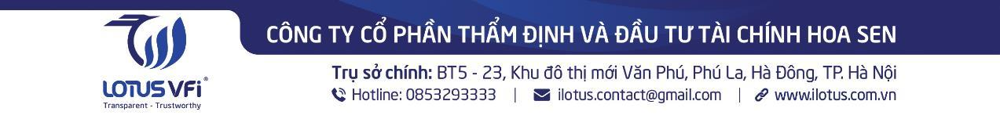 CÔNG TY CỔ PHẦN THẨM ĐỊNH VÀ ĐẦU TƯ TÀI CHÍNH HOA SEN
LOTUS VFi®
Transparent - Trustworthy
Trụ sở chính: BT5 - 23, Khu đô thị mới Văn Phú, Phú La, Hà Đông, TP. Hà Nội
Hotline: 0853293333 | ilotus.contact@gmail.com | www.ilotus.com.vn